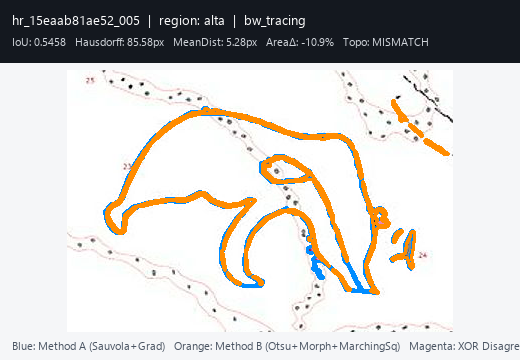 hr_15eaab81ae52_005 | region: alta | bw_tracing
IoU: 0.5458 Hausdorff: 85.58px MeanDist: 5.28px AreaΔ: -10.9% Topo: MISMATCH
25
23
24
Blue: Method A (Sauvola+Grad) Orange: Method B (Otsu+Morph+MarchingSq) Magenta: XOR Disagre